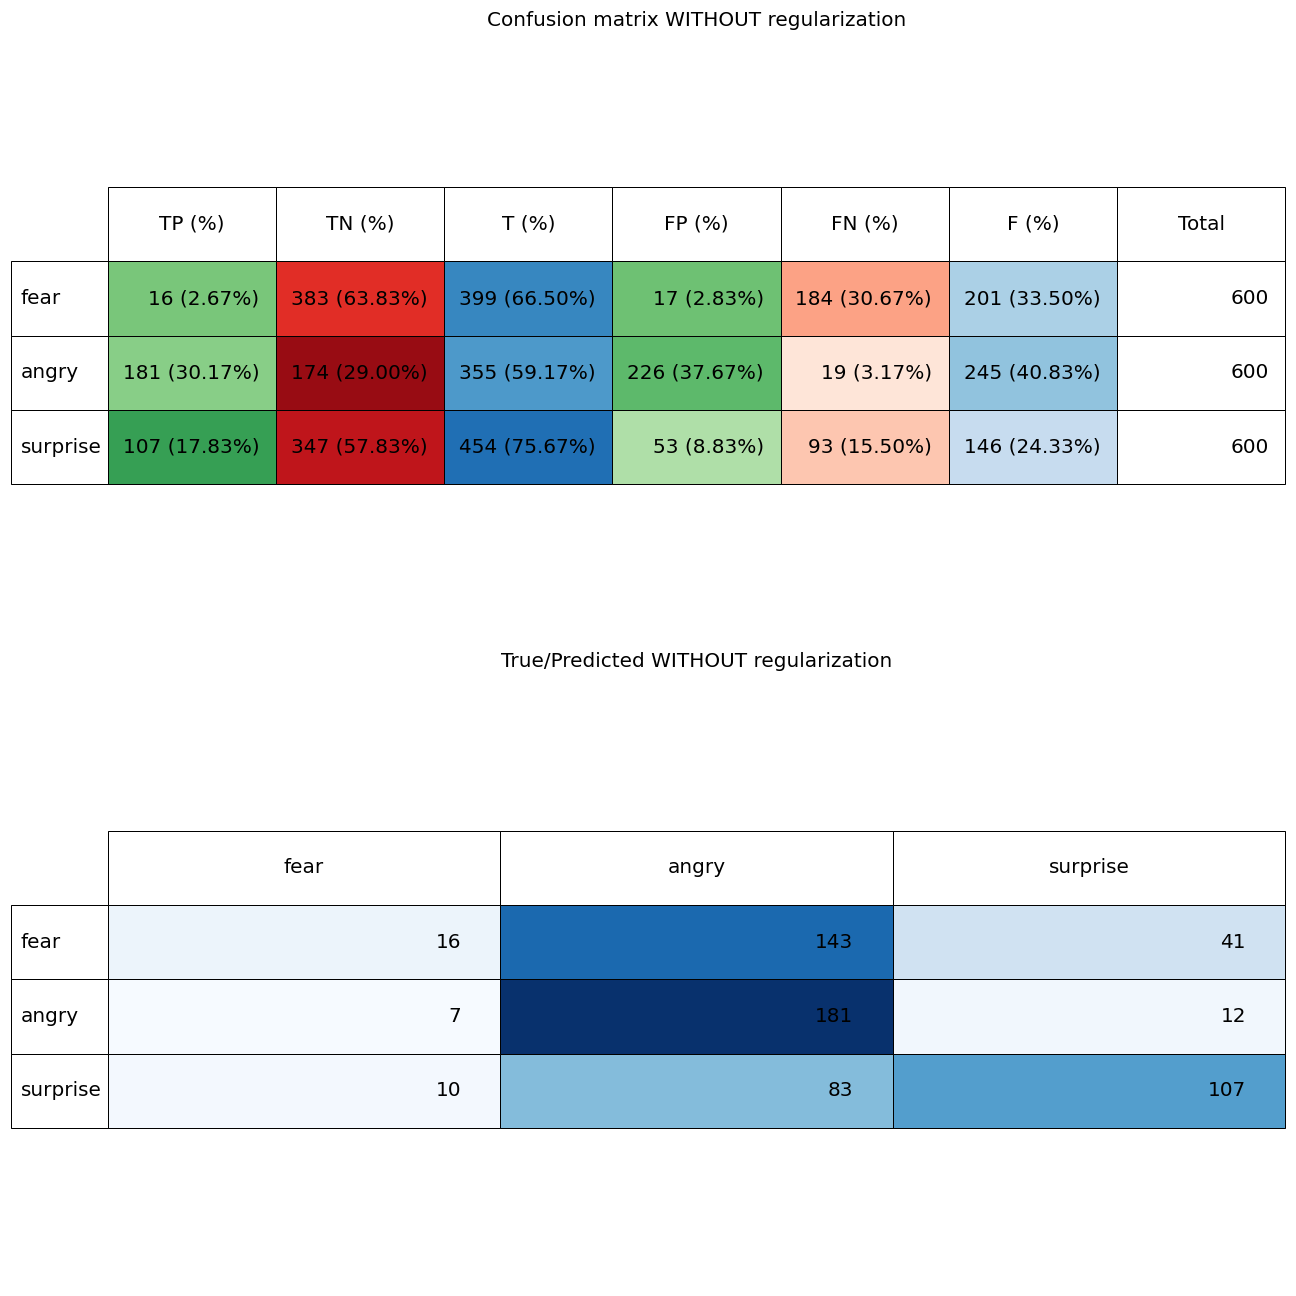 Confusion matrix WITHOUT regularization
TP (%) TN (%) T (%) FP (%) FN (%) F (%) Total
fear 16 (2.67%) 383 (63.83%) 399 (66.50%) 17 (2.83%) 184 (30.67%) 201 (33.50%) 600
angry 181 (30.17%) 174 (29.00%) 355 (59.17%) 226 (37.67%) 19 (3.17%) 245 (40.83%) 600
surprise 107 (17.83%) 347 (57.83%) 454 (75.67%) 53 (8.83%) 93 (15.50%) 146 (24.33%) 600
True/Predicted WITHOUT regularization
fear angry surprise
fear 16 143 41
angry 7 181 12
surprise 10 83 107